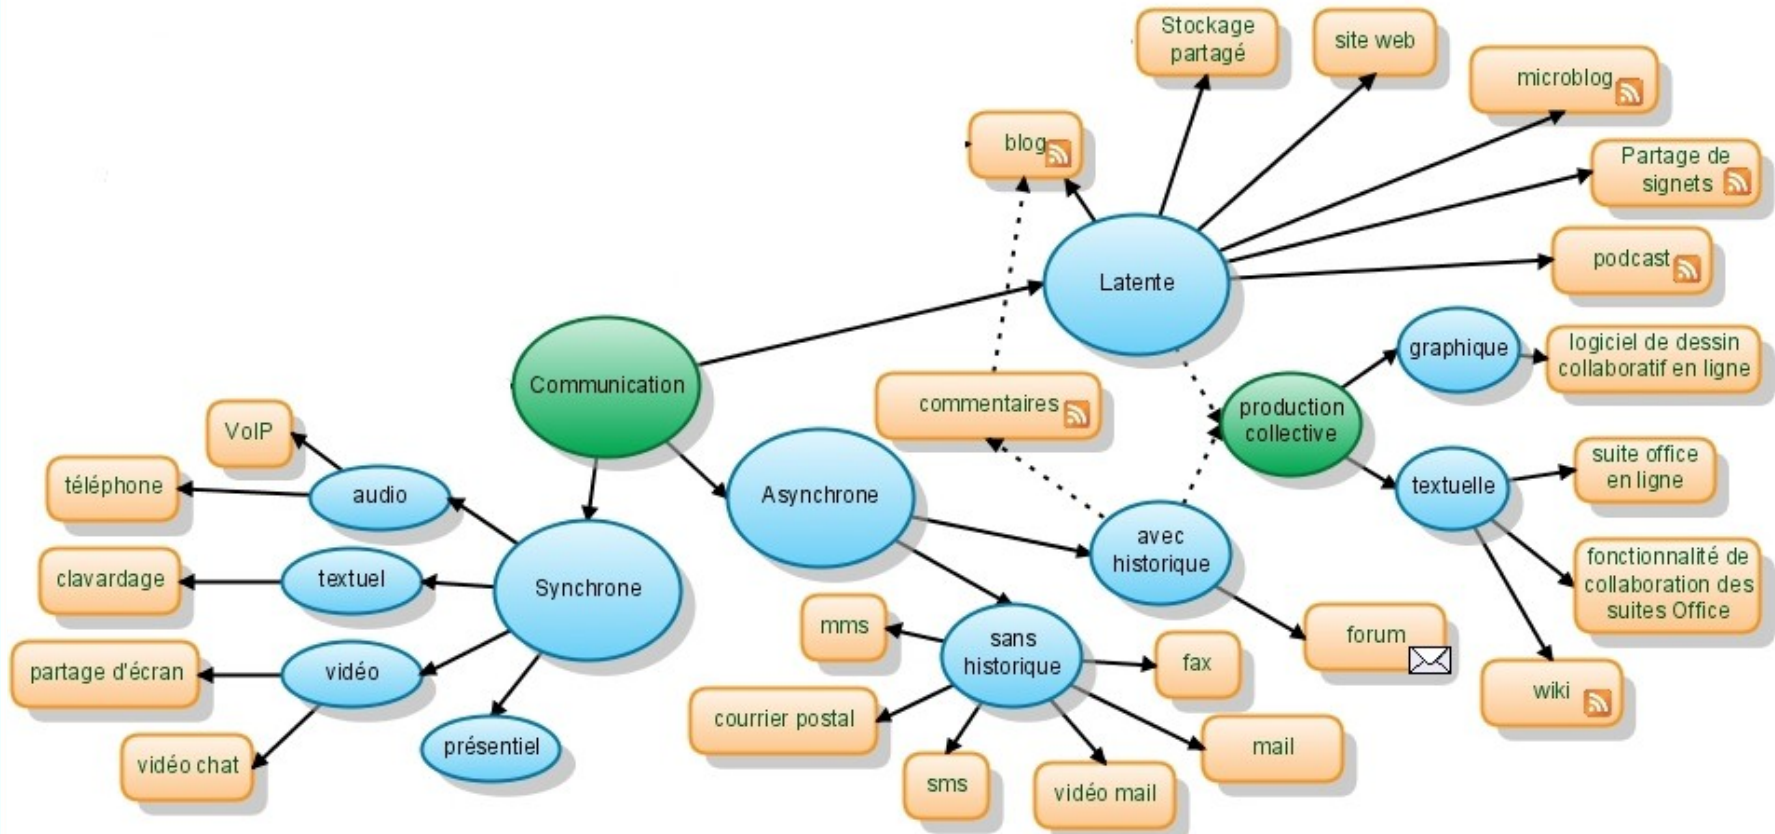 Stockage
partagé
site web
microblog
blog
Partage de
signets
podcast
Latente
Communication
graphique
logiciel de dessin
collaboratif en ligne
commentaires
production
collective
VoIP
téléphone
audio
Asynchrone
textuelle
suite office
en ligne
avec
historique
clavardage
textuel
Synchrone
fonctionnalité de
collaboration des
suites Office
mms
sans
historique
forum
fax
partage d'écran
vidéo
wiki
courrier postal
présentiel
mail
vidéo chat
sms
vidéo mail